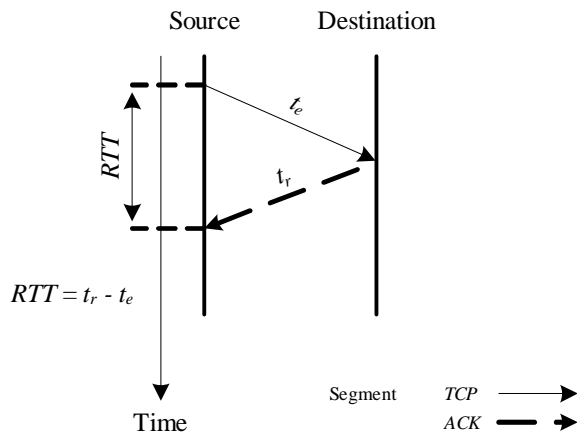 Source Destination
t_e
RTT
t_r
RTT = t_r - t_e
Segment TCP
ACK
Time